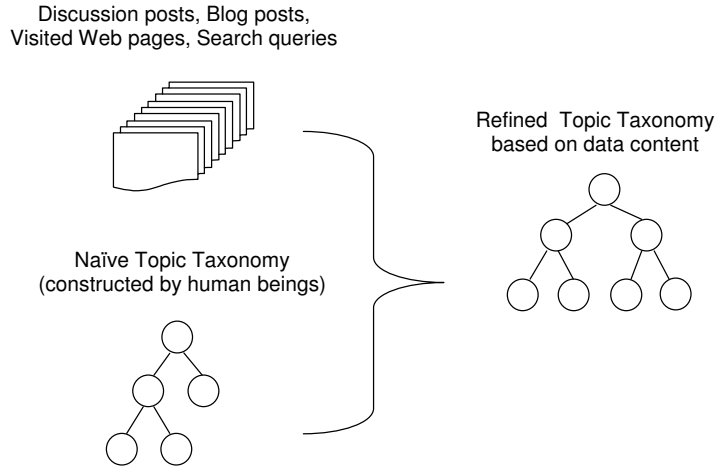 Discussion posts, Blog posts,
Visited Web pages, Search queries
Refined Topic Taxonomy
based on data content
Naïve Topic Taxonomy
(constructed by human beings)